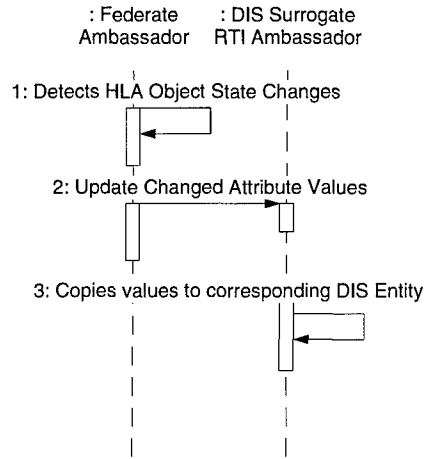 : Federate
Ambassador
: DIS Surrogate
RTI Ambassador
1: Detects HLA Object State Changes
2: Update Changed Attribute Values
3: Copies values to corresponding DIS Entity